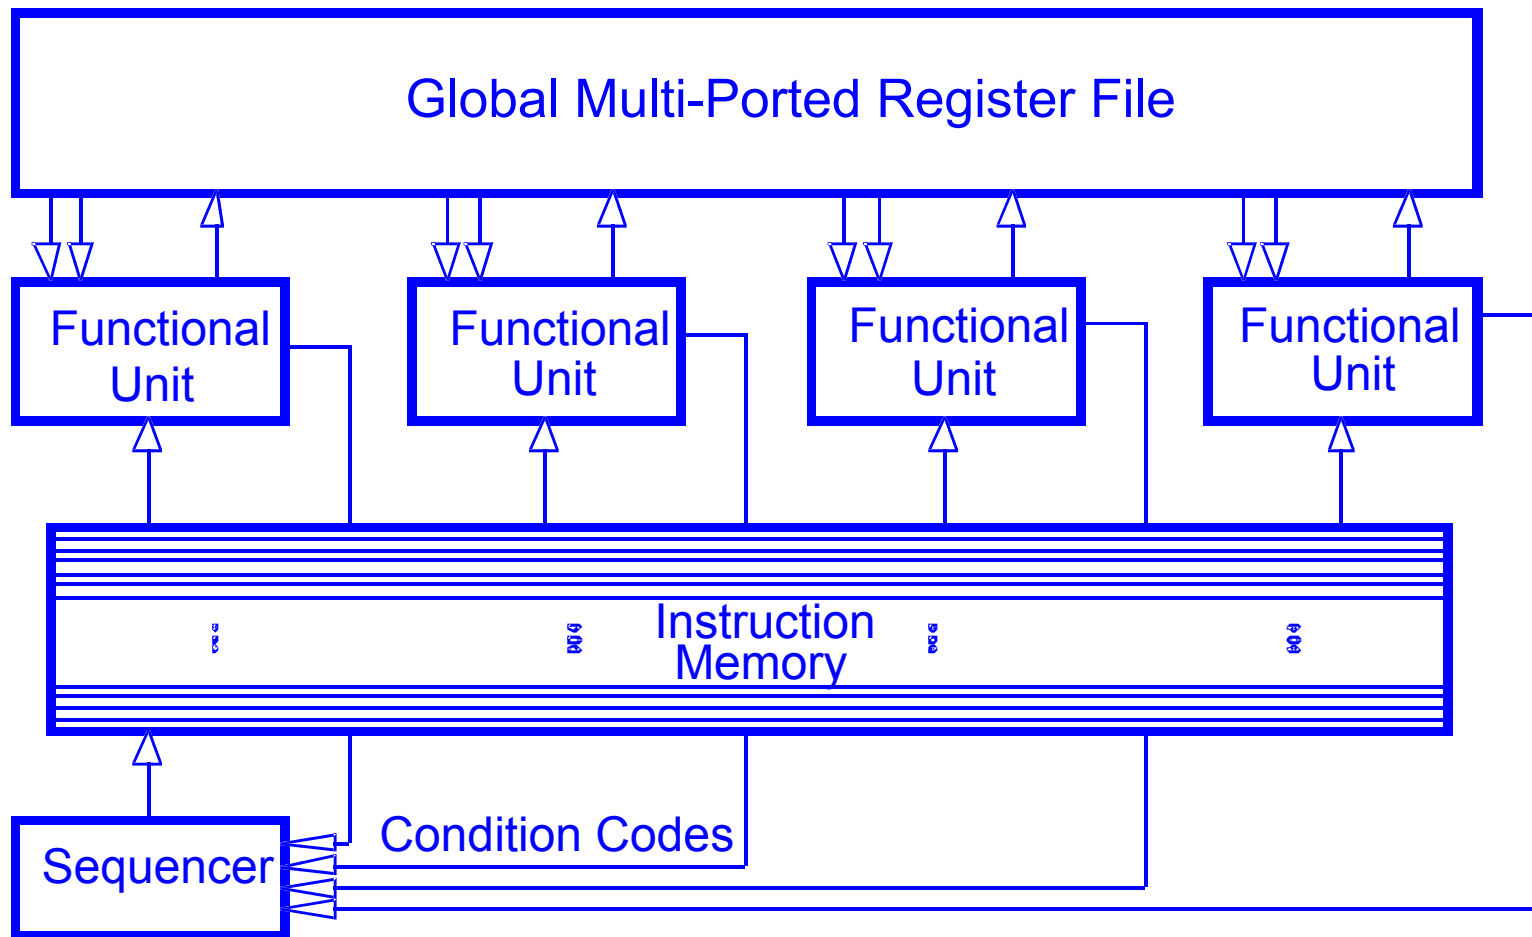 Global Multi-Ported Register File
Functional
Unit
Functional
Unit
Functional
Unit
Functional
Unit
Instruction
Memory
Condition Codes
Sequencer